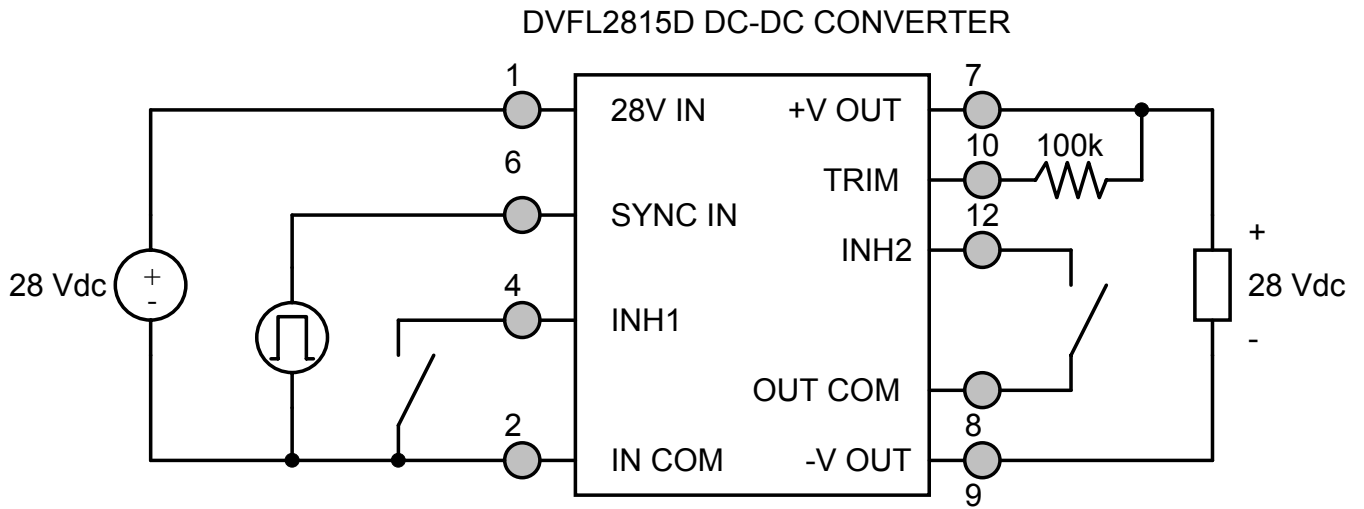 DVFL2815D DC-DC CONVERTER
1
7
28V IN
+V OUT
10
100k
6
TRIM
12
SYNC IN
INH2
+
28 Vdc
+
-
4
28 Vdc
INH1
-
OUT COM
8
2
IN COM
-V OUT
9